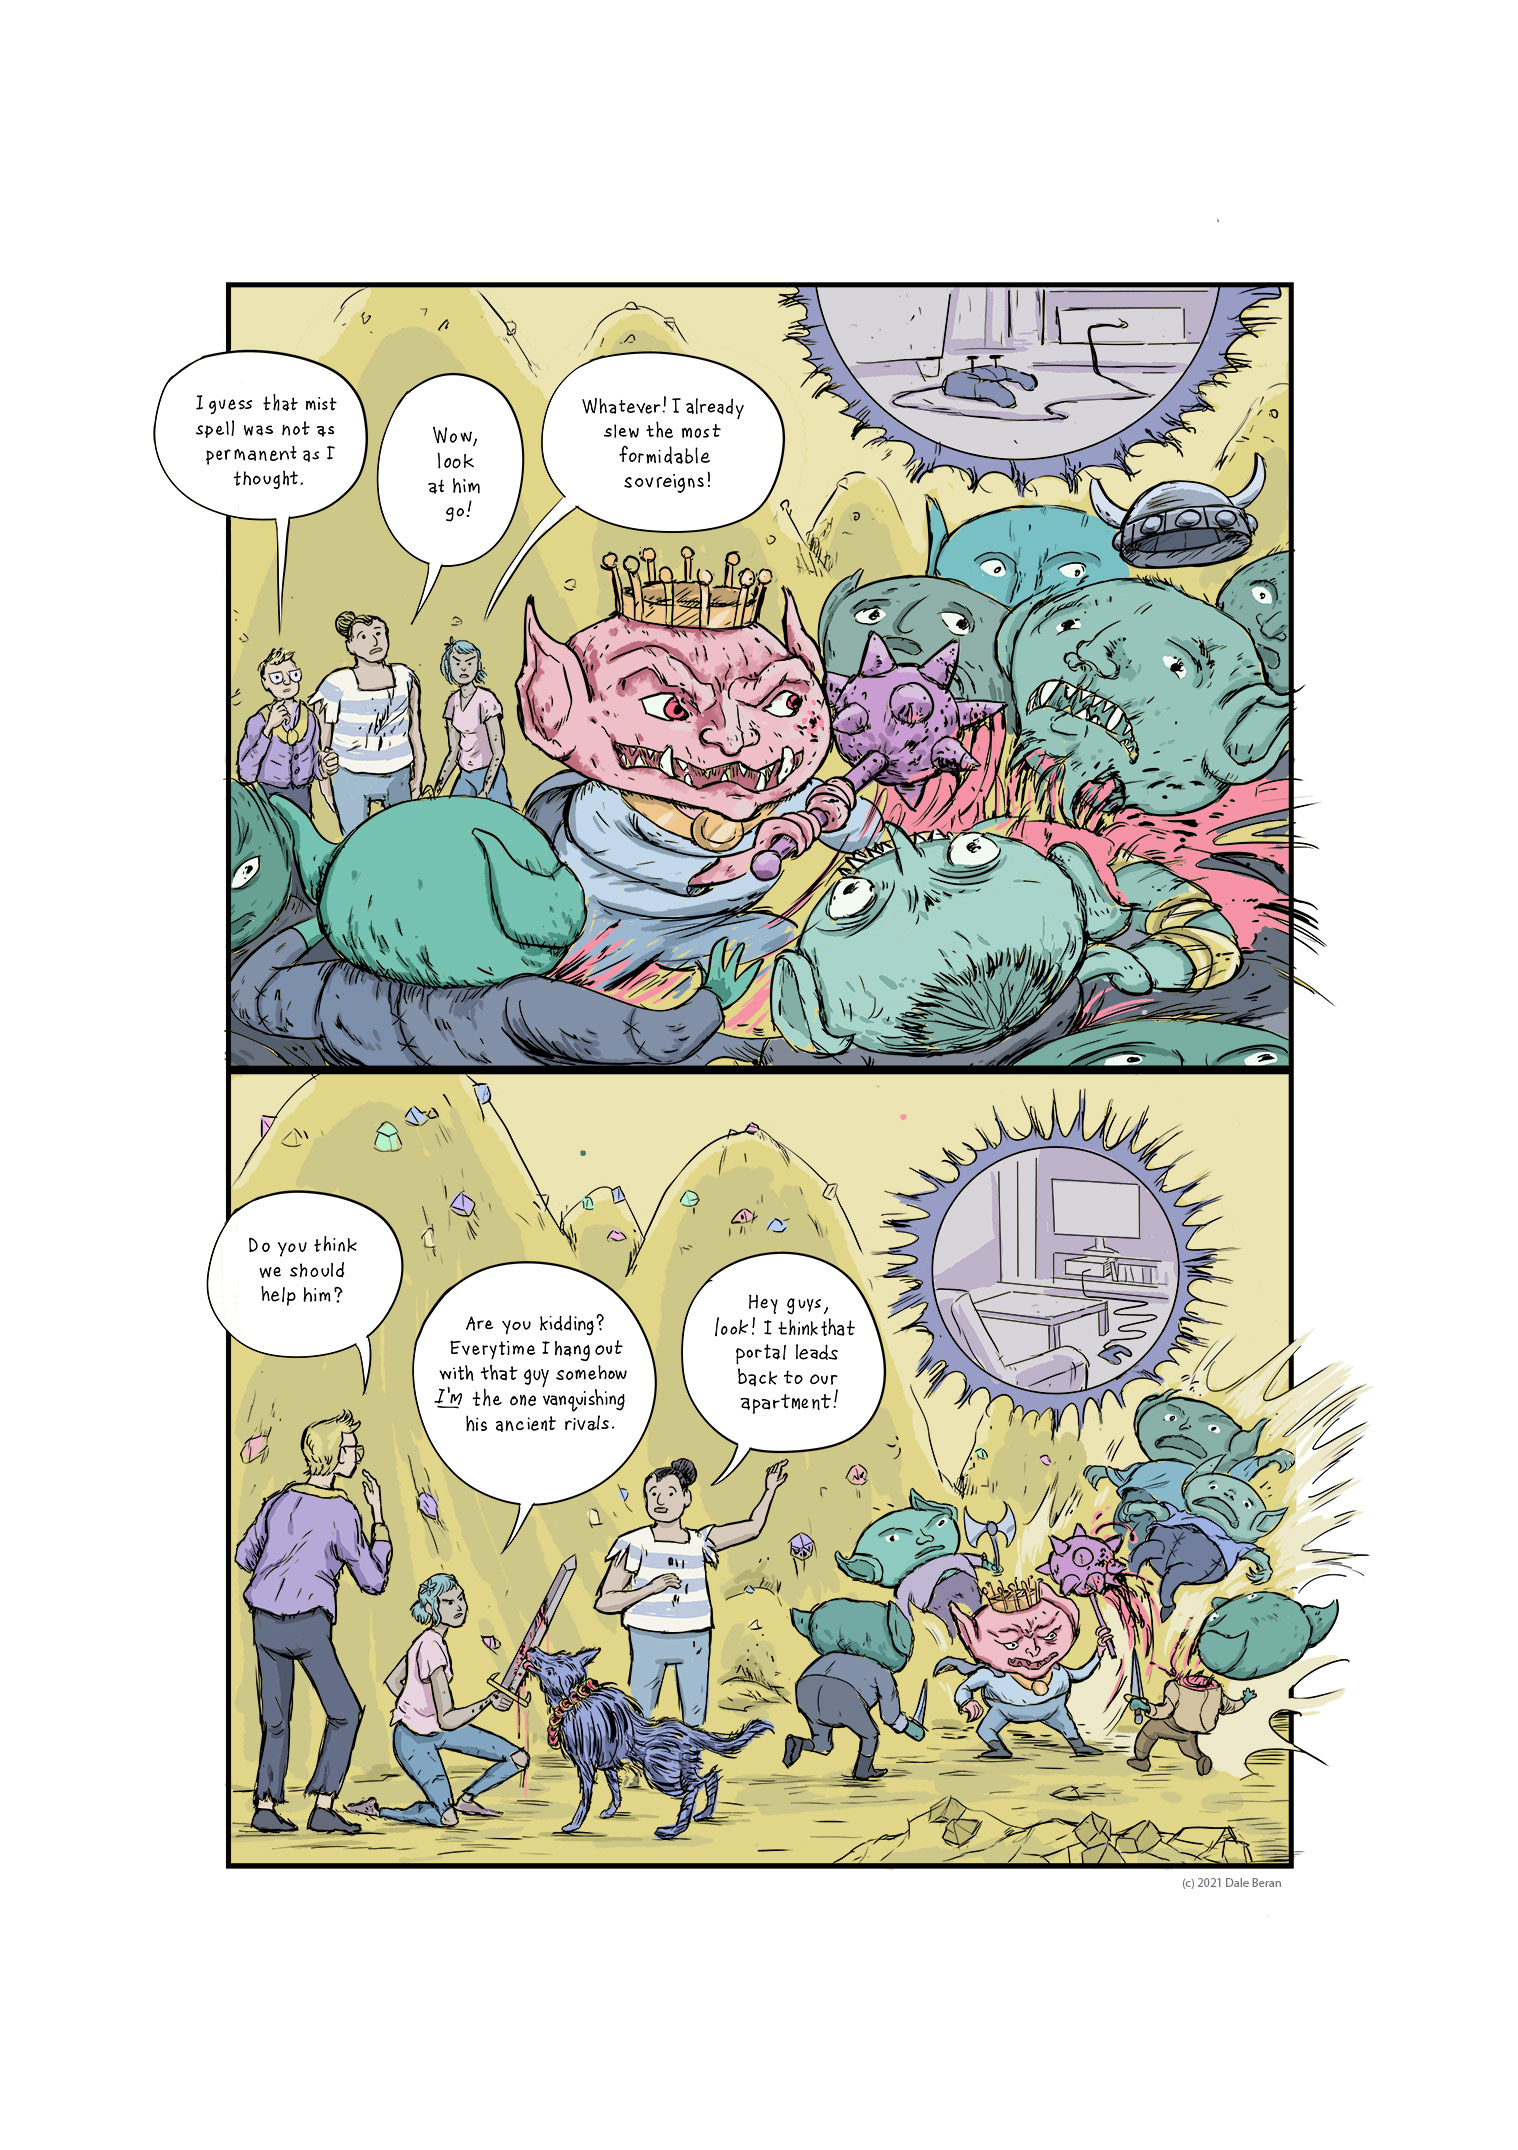 I guess that mist
spell was not as
permanent as I
thought.
Wow,
look
at him
go!
Whatever! I already
slew the most
formidable
sovreigns!
Do you think
we should
help him?
Are you kidding?
Everytime I hang out
with that guy somehow
I'm the one vanquishing
his ancient rivals.
Hey guys,
look! I think that
portal leads
back to our
apartment!
(c) 2021 Dale Beran